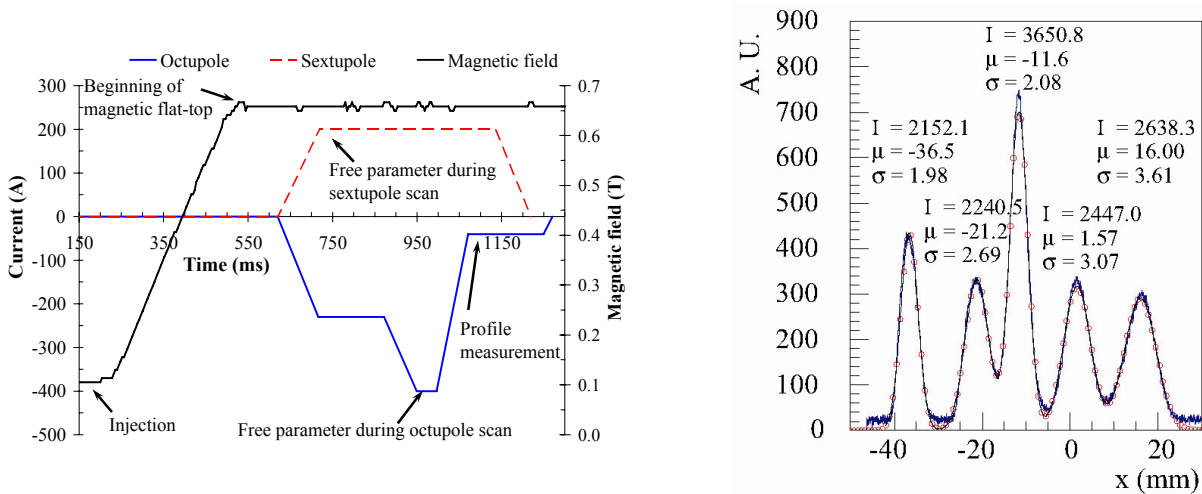 Octupole Sextupole Magnetic field
Beginning of
magnetic flat-top
300
200
100
0
-100
-200
-300
-400
-500
Current (A)
150 350 550 750 950 1150
Time (ms)
0.7
0.6
0.5
0.4
0.3
0.2
0.1
0.0
Magnetic field (T)
Free parameter during
sextupole scan
Profile
measurement
Injection
Free parameter during octupole scan
A. U.
900
800
700
600
500
400
300
200
100
0
I = 3650.8
μ = -11.6
σ = 2.08
I = 2152.1
μ = -36.5
σ = 1.98
I = 2638.3
μ = 16.00
σ = 3.61
I = 2240.5
μ = -21.2
σ = 2.69
I = 2447.0
μ = 1.57
σ = 3.07
-40 -20 0 20
x (mm)